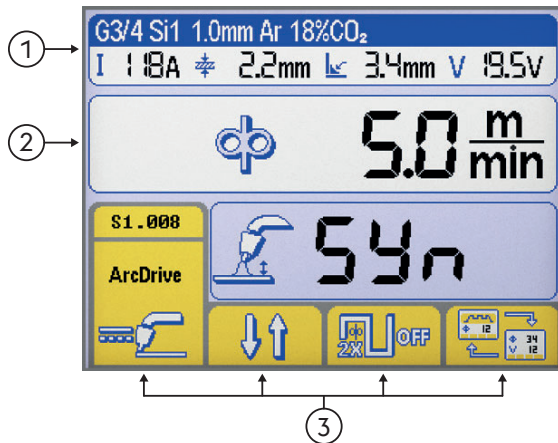 G3/4 Si1 1.0mm Ar 18%CO₂
1
I 118A 2.2mm 3.4mm V 19.5V
2
5.0 m/min
S1.008
Syn
ArcDrive
2X OFF
Φ 12 Φ 34 V 12
3